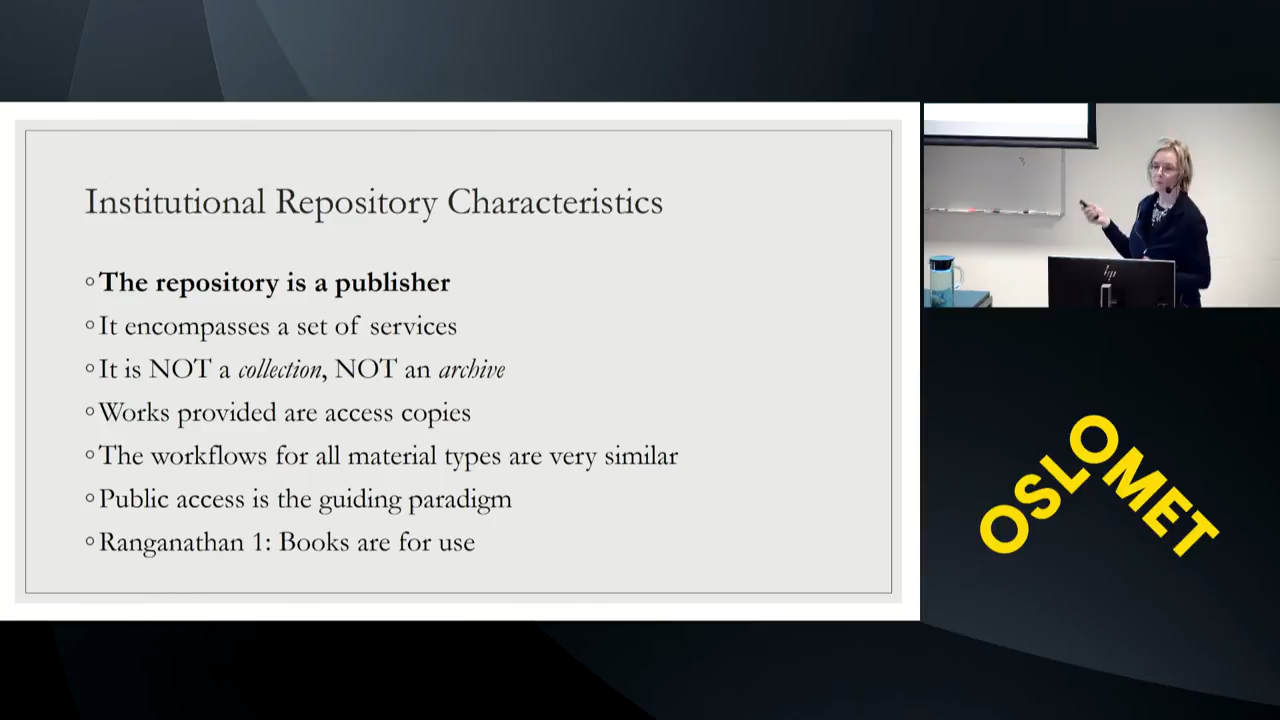 Institutional Repository Characteristics
The repository is a publisher
It encompasses a set of services
It is NOT a collection, NOT an archive
Works provided are access copies
The workflows for all material types are very similar
Public access is the guiding paradigm
Ranganathan 1: Books are for use
hp
OSLOMET